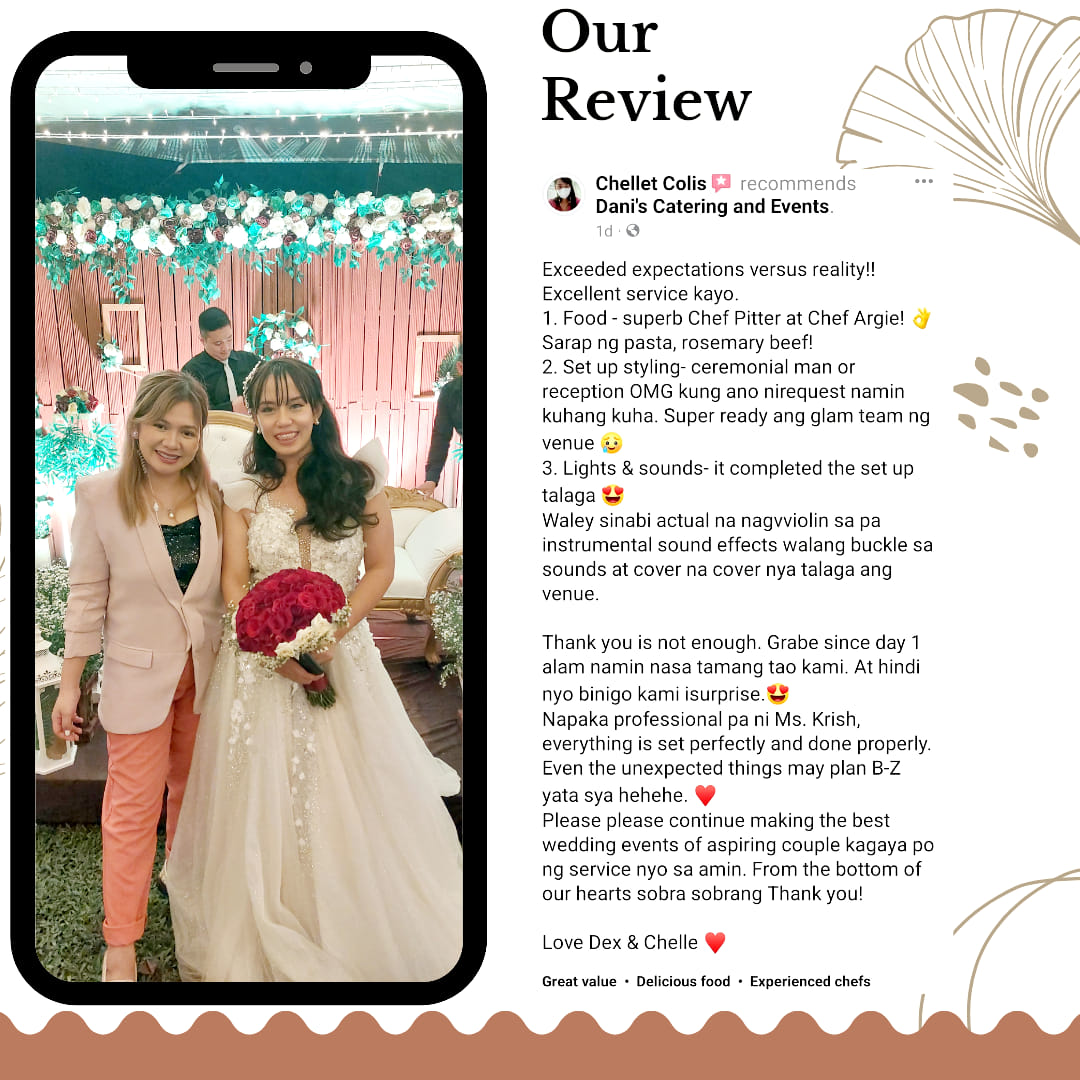 Our
Review
Chellet Colis recommends
Dani's Catering and Events.
1d ·
Exceeded expectations versus reality!!
Excellent service kayo.
1. Food - superb Chef Pitter at Chef Argie! 👌
Sarap ng pasta, rosemary beef!
2. Set up styling- ceremonial man or
reception OMG kung ano nirequest namin
kuhang kuha. Super ready ang glam team ng
venue 🥲
3. Lights & sounds- it completed the set up
talaga 😍
Waley sinabi actual na nagvviolin sa pa
instrumental sound effects walang buckle sa
sounds at cover na cover nya talaga ang
venue.
Thank you is not enough. Grabe since day 1
alam namin nasa tamang tao kami. At hindi
nyo binigo kami isurprise.😍
Napaka professional pa ni Ms. Krish,
everything is set perfectly and done properly.
Even the unexpected things may plan B-Z
yata sya hehehe. ♥️
Please please continue making the best
wedding events of aspiring couple kagaya po
ng service nyo sa amin. From the bottom of
our hearts sobra sobrang Thank you!
Love Dex & Chelle ♥️
Great value • Delicious food • Experienced chefs